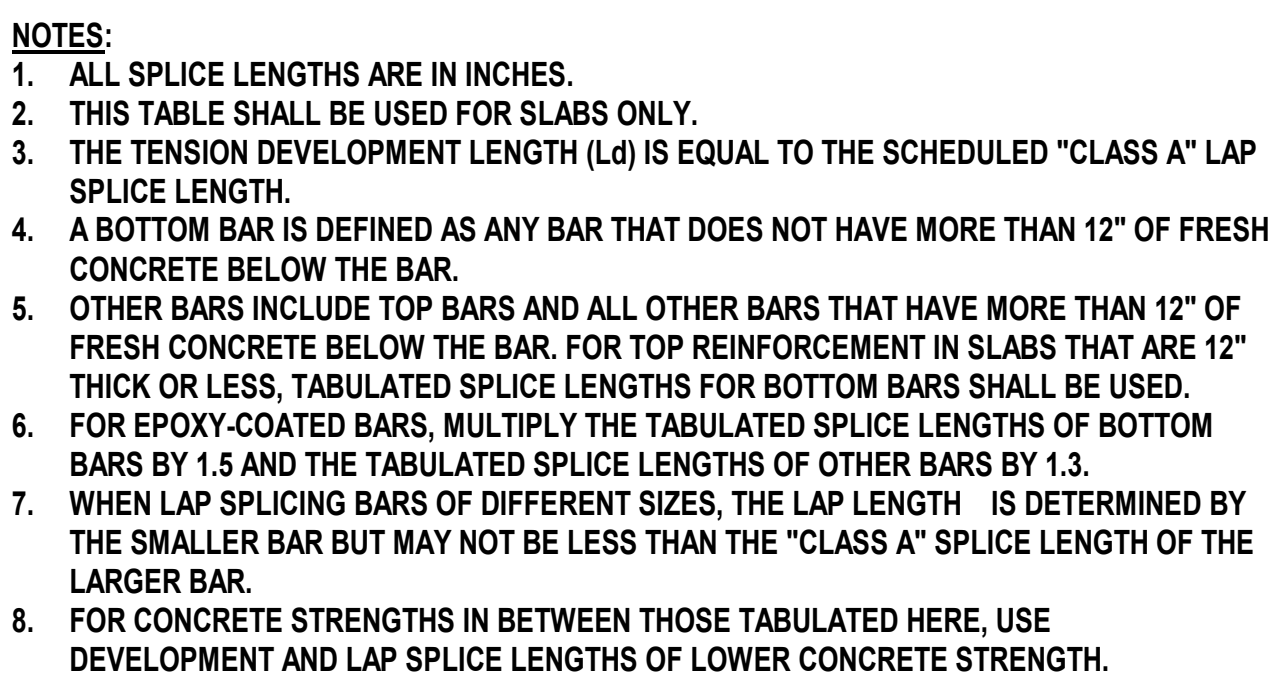 NOTES:
1. ALL SPLICE LENGTHS ARE IN INCHES.
2. THIS TABLE SHALL BE USED FOR SLABS ONLY.
3. THE TENSION DEVELOPMENT LENGTH (Ld) IS EQUAL TO THE SCHEDULED "CLASS A" LAP
SPLICE LENGTH.
4. A BOTTOM BAR IS DEFINED AS ANY BAR THAT DOES NOT HAVE MORE THAN 12" OF FRESH
CONCRETE BELOW THE BAR.
5. OTHER BARS INCLUDE TOP BARS AND ALL OTHER BARS THAT HAVE MORE THAN 12" OF
FRESH CONCRETE BELOW THE BAR. FOR TOP REINFORCEMENT IN SLABS THAT ARE 12"
THICK OR LESS, TABULATED SPLICE LENGTHS FOR BOTTOM BARS SHALL BE USED.
6. FOR EPOXY-COATED BARS, MULTIPLY THE TABULATED SPLICE LENGTHS OF BOTTOM
BARS BY 1.5 AND THE TABULATED SPLICE LENGTHS OF OTHER BARS BY 1.3.
7. WHEN LAP SPLICING BARS OF DIFFERENT SIZES, THE LAP LENGTH IS DETERMINED BY
THE SMALLER BAR BUT MAY NOT BE LESS THAN THE "CLASS A" SPLICE LENGTH OF THE
LARGER BAR.
8. FOR CONCRETE STRENGTHS IN BETWEEN THOSE TABULATED HERE, USE
DEVELOPMENT AND LAP SPLICE LENGTHS OF LOWER CONCRETE STRENGTH.